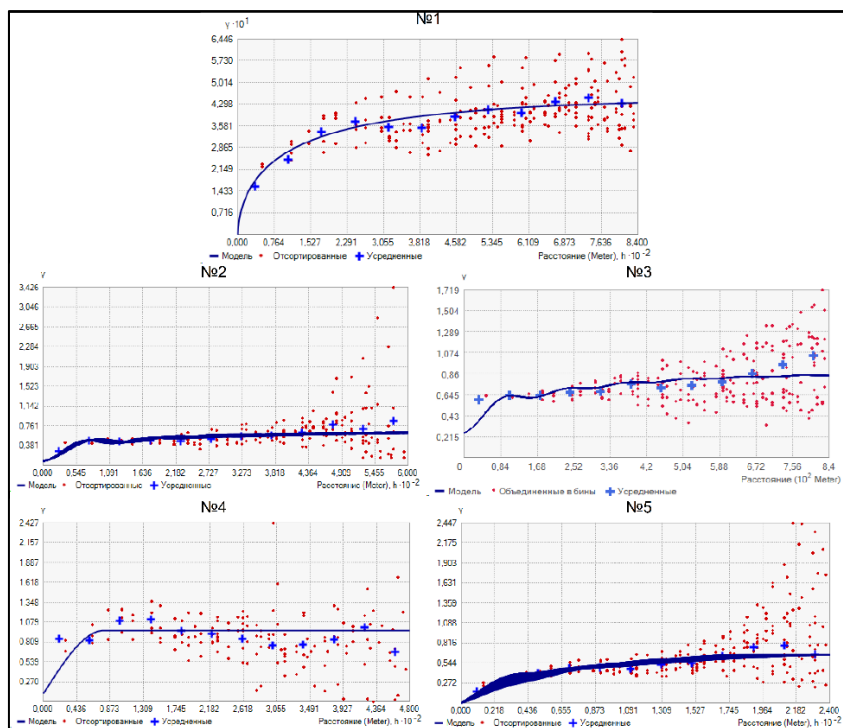 №1
γ ·10¹
6,446
5,730
5,014
4,298
3,581
2,865
2,149
1,433
0,716
0,000 0,764 1,527 2,291 3,055 3,818 4,582 5,345 6,109 6,873 7,636 8,400
Расстояние (Meter), h ·10⁻²
Модель Отсортированные Усредненные
№2
γ
3,426
3,046
2,665
2,284
1,903
1,523
1,142
0,761
0,381
0,000 0,545 1,091 1,636 2,182 2,727 3,273 3,818 4,364 4,909 5,455 6,000
Расстояние (Meter), h ·10⁻²
Модель Отсортированные Усредненные
№3
γ
1,719
1,504
1,289
1,074
0,86
0,645
0,43
0,215
0 0,84 1,68 2,52 3,36 4,2 5,04 5,88 6,72 7,56 8,4
Расстояние (10² Meter)
Модель Объединенные в бины Усредненные
№4
γ
2,427
2,157
1,887
1,618
1,348
1,079
0,809
0,539
0,270
0,000 0,436 0,873 1,309 1,745 2,182 2,618 3,055 3,491 3,927 4,364 4,800
Расстояние (Meter), h ·10⁻²
Модель Отсортированные Усредненные
№5
γ
2,447
2,175
1,903
1,631
1,359
1,088
0,816
0,544
0,272
0,000 0,218 0,436 0,655 0,873 1,091 1,309 1,527 1,745 1,964 2,182 2,400
Расстояние (Meter), h ·10⁻²
Модель Отсортированные Усредненные